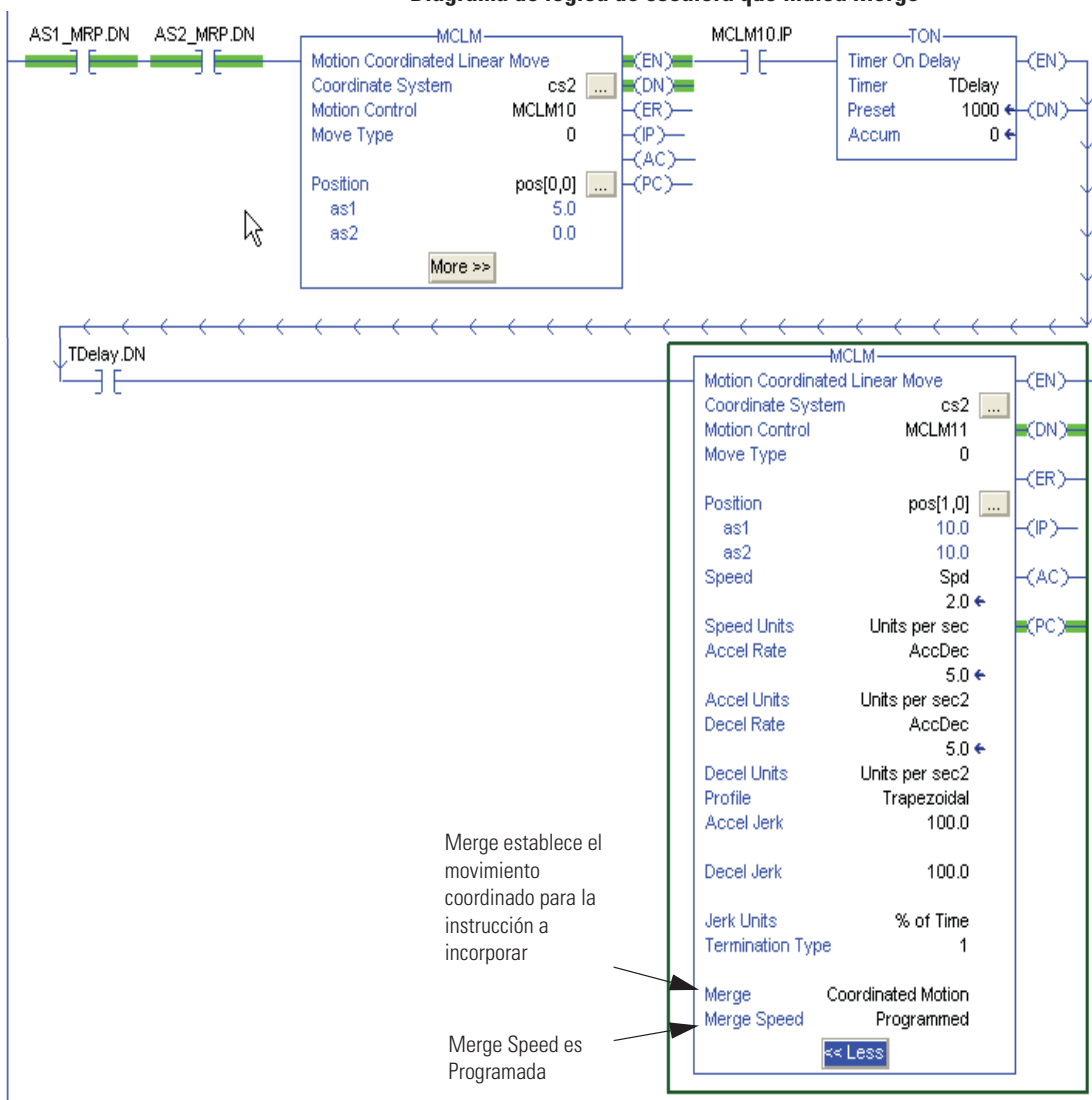 Diagrama de lógica de escalera que indica Merge
AS1_MRP.DN AS2_MRP.DN
MCLM
Motion Coordinated Linear Move
Coordinate System cs2 ...
Motion Control MCLM10
Move Type 0
Position pos[0,0] ...
as1 5.0
as2 0.0
More >>
(EN)
(DN)
(ER)
(IP)
(AC)
(PC)
MCLM10.IP
TON
Timer On Delay
Timer TDelay
Preset 1000
Accum 0
(EN)
(DN)
TDelay.DN
MCLM
Motion Coordinated Linear Move
Coordinate System cs2 ...
Motion Control MCLM11
Move Type 0
Position pos[1,0] ...
as1 10.0
as2 10.0
Speed Spd
2.0
Speed Units Units per sec
Accel Rate AccDec
5.0
Accel Units Units per sec2
Decel Rate AccDec
5.0
Decel Units Units per sec2
Profile Trapezoidal
Accel Jerk 100.0
Decel Jerk 100.0
Jerk Units % of Time
Termination Type 1
Merge Coordinated Motion
Merge Speed Programmed
<< Less
(EN)
(DN)
(ER)
(IP)
(AC)
(PC)
Merge establece el
movimiento
coordinado para la
instrucción a
incorporar
Merge Speed es
Programada